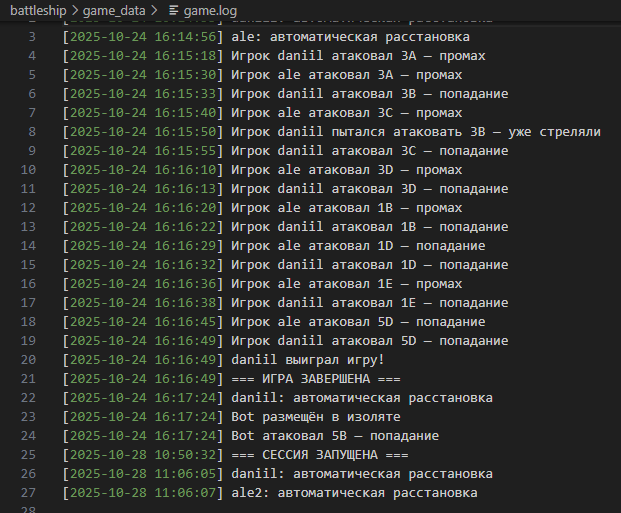 battleship > game_data > game.log
3 [2025-10-24 16:14:56] ale: автоматическая расстановка
4 [2025-10-24 16:15:18] Игрок daniil атаковал 3A — промах
5 [2025-10-24 16:15:30] Игрок ale атаковал 3A — промах
6 [2025-10-24 16:15:33] Игрок daniil атаковал 3B — попадание
7 [2025-10-24 16:15:40] Игрок ale атаковал 3C — промах
8 [2025-10-24 16:15:50] Игрок daniil пытался атаковать 3B — уже стреляли
9 [2025-10-24 16:15:55] Игрок daniil атаковал 3C — попадание
10 [2025-10-24 16:16:10] Игрок ale атаковал 3D — промах
11 [2025-10-24 16:16:13] Игрок daniil атаковал 3D — попадание
12 [2025-10-24 16:16:20] Игрок ale атаковал 1B — промах
13 [2025-10-24 16:16:22] Игрок daniil атаковал 1B — попадание
14 [2025-10-24 16:16:29] Игрок ale атаковал 1D — попадание
15 [2025-10-24 16:16:32] Игрок daniil атаковал 1D — попадание
16 [2025-10-24 16:16:36] Игрок ale атаковал 1E — промах
17 [2025-10-24 16:16:38] Игрок daniil атаковал 1E — попадание
18 [2025-10-24 16:16:45] Игрок ale атаковал 5D — попадание
19 [2025-10-24 16:16:49] Игрок daniil атаковал 5D — попадание
20 [2025-10-24 16:16:49] daniil выиграл игру!
21 [2025-10-24 16:16:49] === ИГРА ЗАВЕРШЕНА ===
22 [2025-10-24 16:17:24] daniil: автоматическая расстановка
23 [2025-10-24 16:17:24] Bot размещён в изоляте
24 [2025-10-24 16:17:24] Bot атаковал 5B — попадание
25 [2025-10-28 10:50:32] === СЕССИЯ ЗАПУЩЕНА ===
26 [2025-10-28 11:06:05] daniil: автоматическая расстановка
27 [2025-10-28 11:06:07] ale2: автоматическая расстановка
28